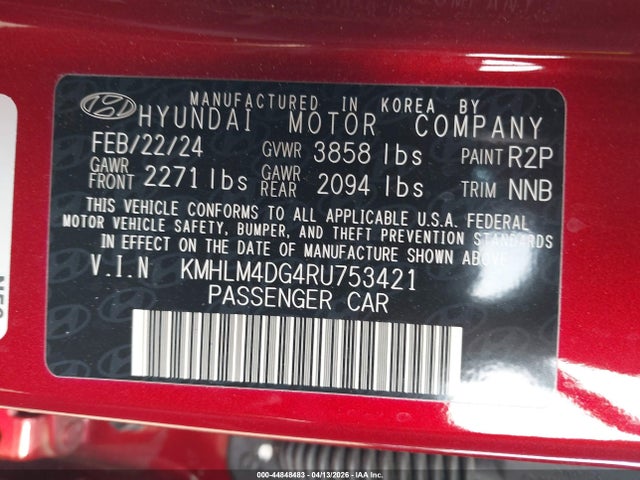 MANUFACTURED IN KOREA BY
HYUNDAI MOTOR COMPANY
FEB/22/24 GVWR 3858 lbs PAINT R2P
GAWR FRONT 2271 lbs GAWR REAR 2094 lbs TRIM NNB
THIS VEHICLE CONFORMS TO ALL APPLICABLE U.S.A. FEDERAL
MOTOR VEHICLE SAFETY, BUMPER, AND THEFT PREVENTION STANDARDS
IN EFFECT ON THE DATE OF MANUFACTURE SHOWN ABOVE.
V.I.N KMHLM4DG4RU753421
PASSENGER CAR
000-44848483 - 04/13/2026 - IAA Inc.